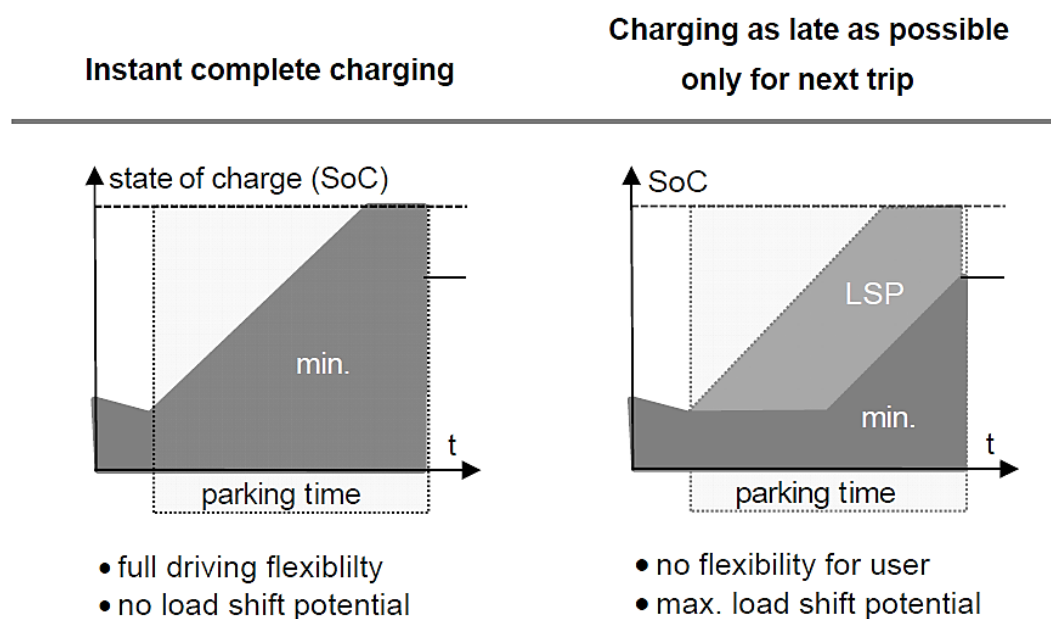 Instant complete charging
Charging as late as possible
only for next trip
state of charge (SoC)
min.
t
parking time
SoC
LSP
min.
t
parking time
• full driving flexiblilty
• no load shift potential
• no flexibility for user
• max. load shift potential